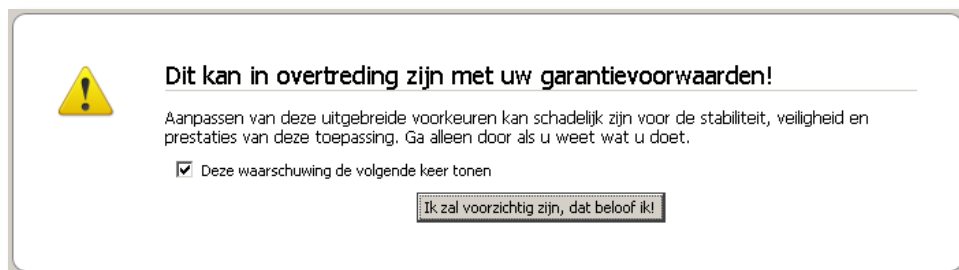 Dit kan in overtreding zijn met uw garantievoorwaarden!
Aanpassen van deze uitgebreide voorkeuren kan schadelijk zijn voor de stabiliteit, veiligheid en
prestaties van deze toepassing. Ga alleen door als u weet wat u doet.
Deze waarschuwing de volgende keer tonen
Ik zal voorzichtig zijn, dat beloof ik!